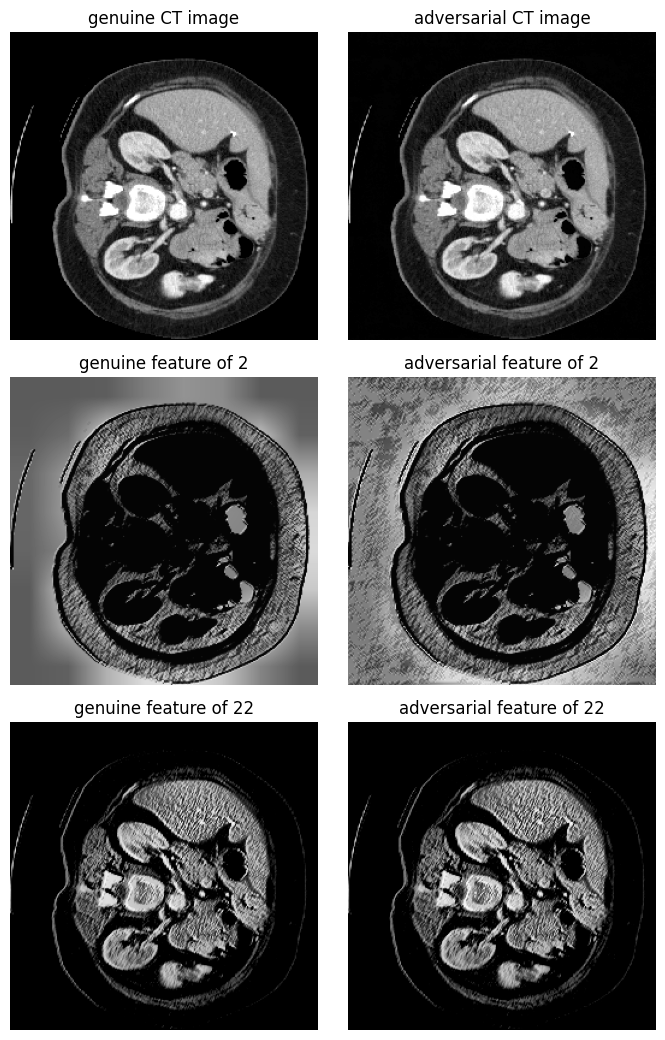 genuine CT image
adversarial CT image
genuine feature of 2
adversarial feature of 2
genuine feature of 22
adversarial feature of 22